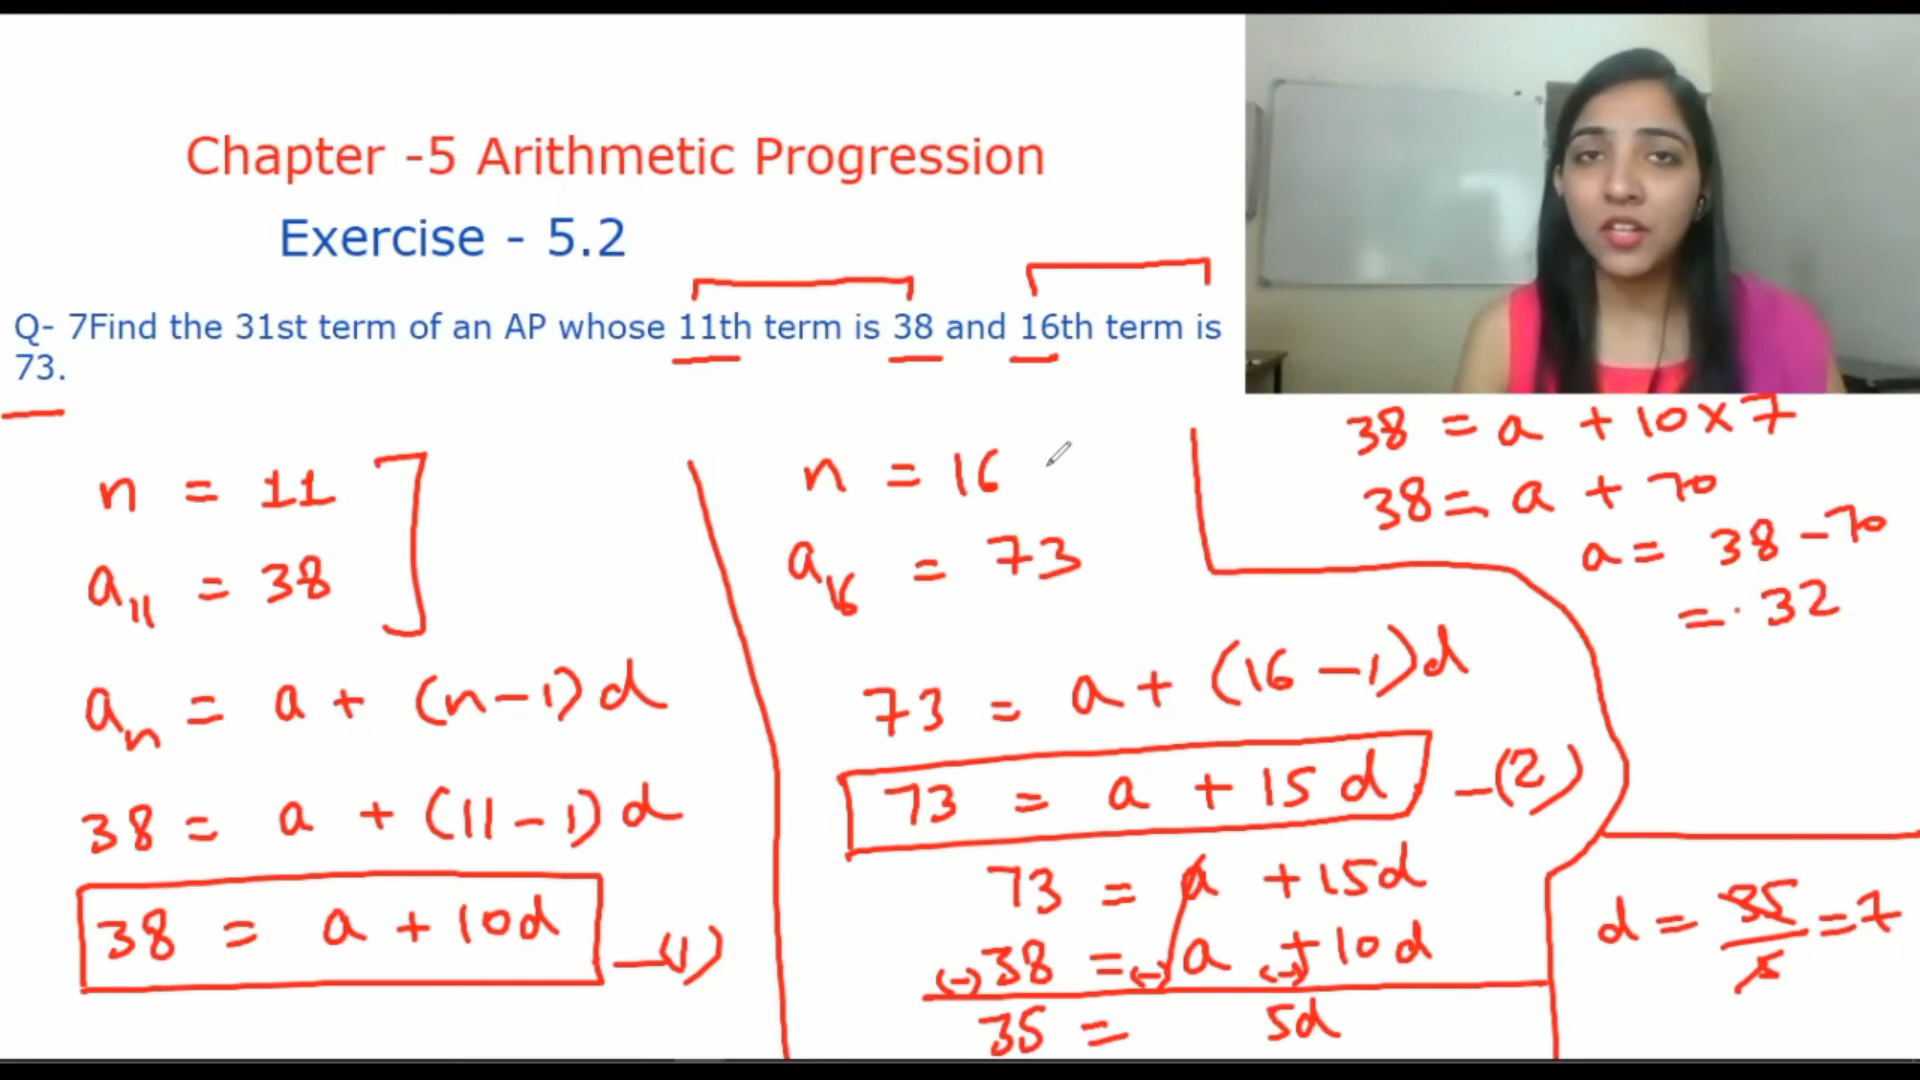 Chapter -5 Arithmetic Progression
Exercise - 5.2
Q- 7Find the 31st term of an AP whose 11th term is 38 and 16th term is
73.
n = 11
a₁₁ = 38
aₙ = a + (n-1)d
38 = a + (11-1)d
38 = a + 10d -(1)
n = 16
a₁₆ = 73
73 = a + (16-1)d
73 = a + 15d -(2)
73 = a + 15d
(-) 38 = (-) a (-) + 10d
35 = 5d
38 = a + 10 x 7
38 = a + 70
a = 38 - 70
= - 32
d = 35/5 = 7